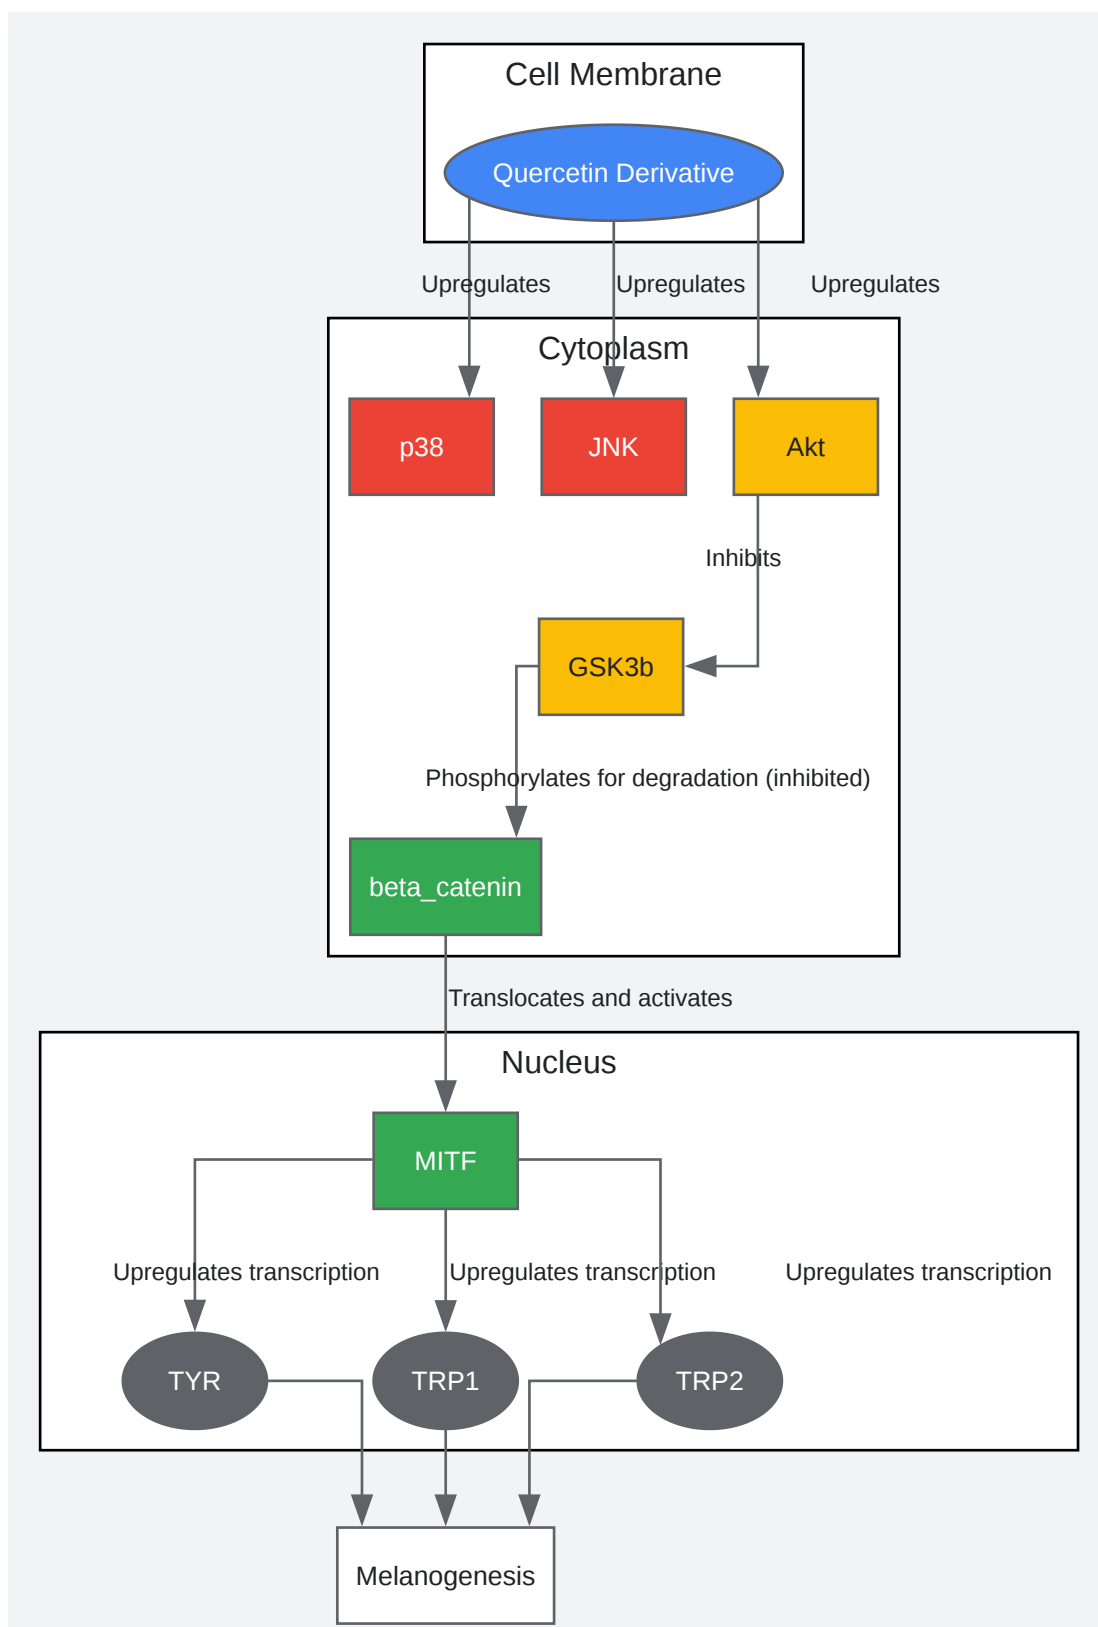 Cell Membrane
Quercetin Derivative
Upregulates
Upregulates
Upregulates
Cytoplasm
p38
JNK
Akt
Inhibits
GSK3b
Phosphorylates for degradation (inhibited)
beta_catenin
Translocates and activates
Nucleus
MITF
Upregulates transcription
Upregulates transcription
Upregulates transcription
TYR
TRP1
TRP2
Melanogenesis